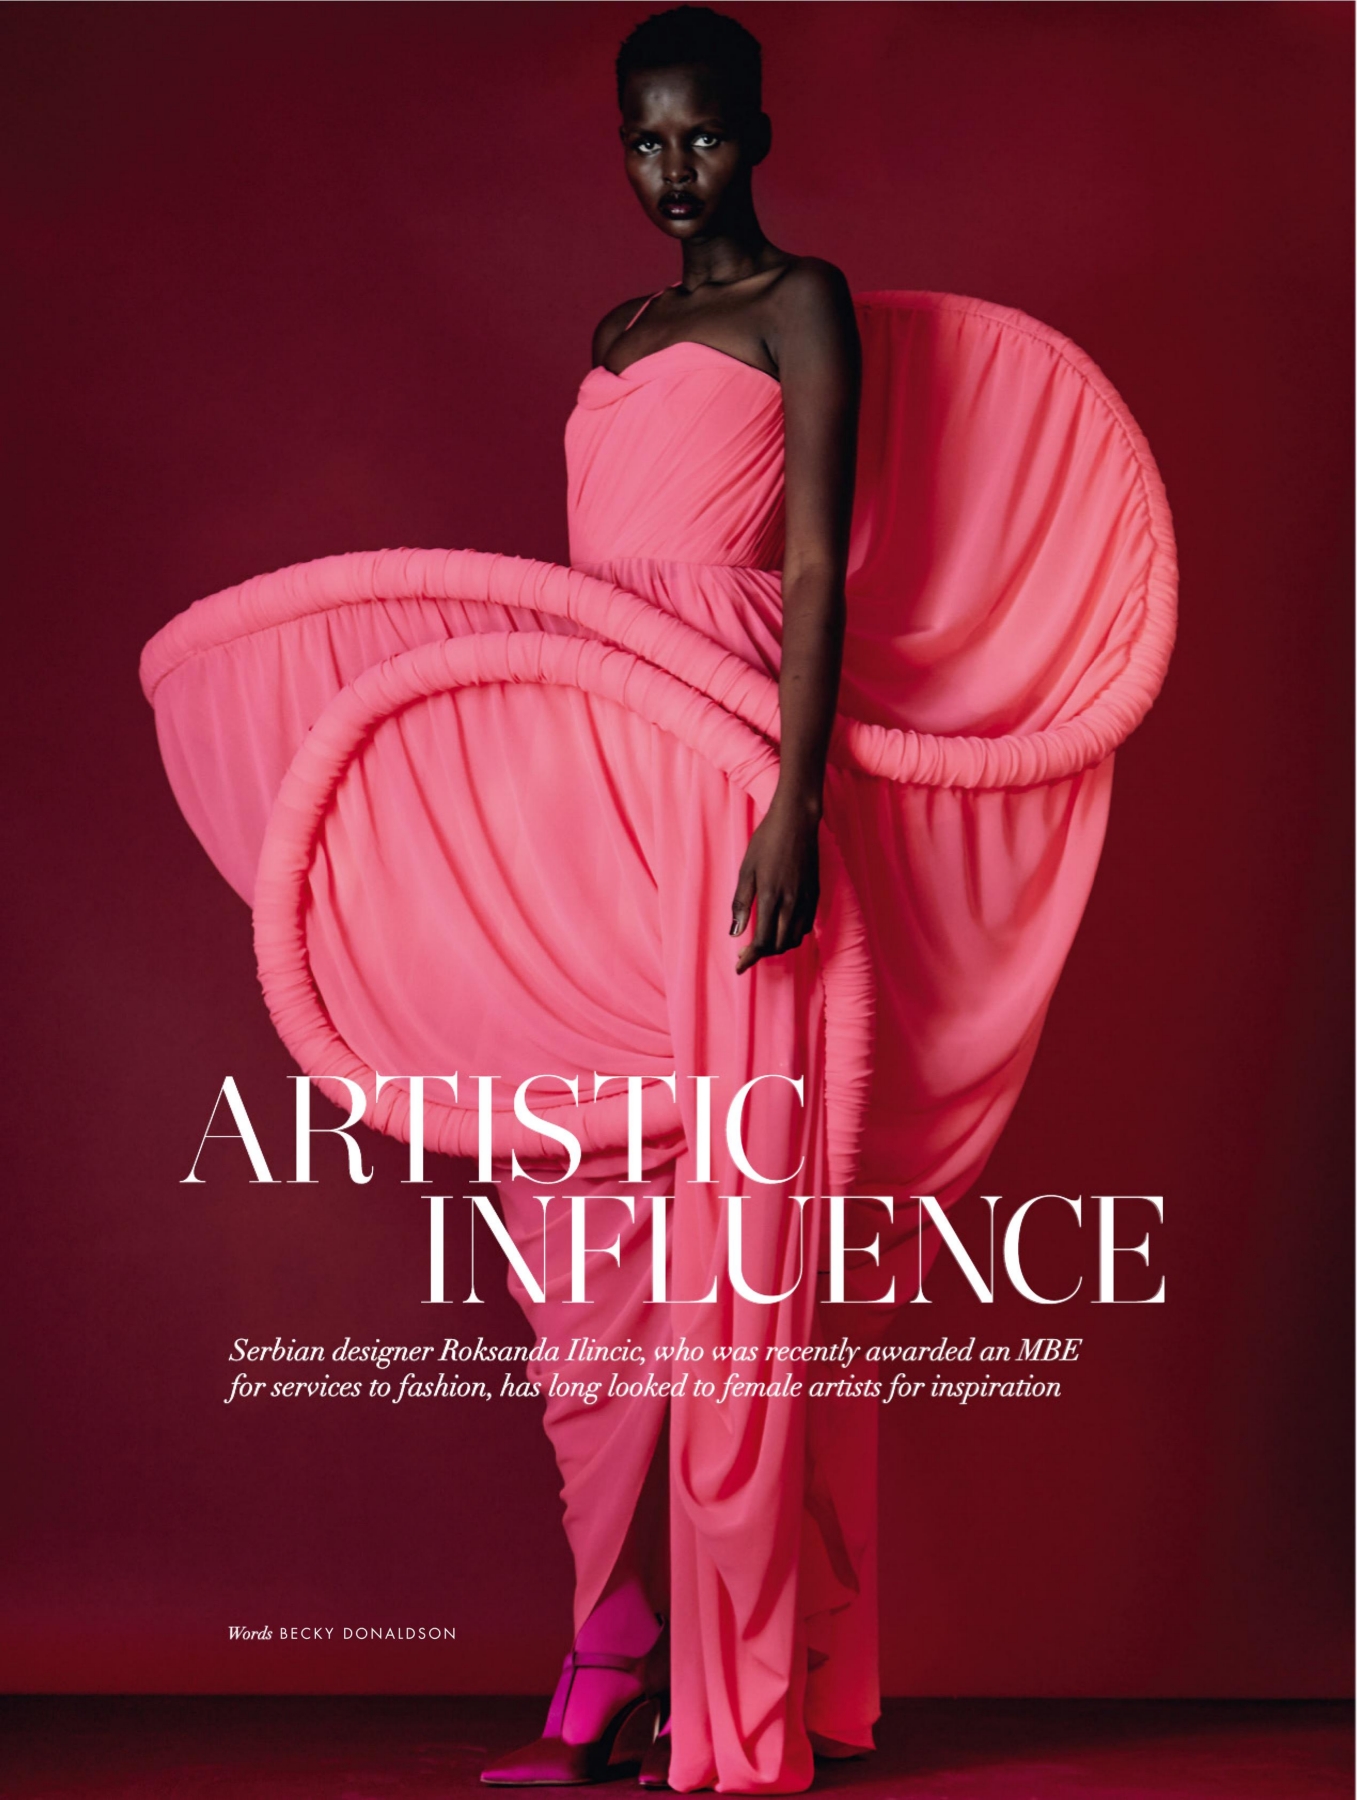 ARTISTIC
INFLUENCE
Serbian designer Roksanda Ilincic, who was recently awarded an MBE
for services to fashion, has long looked to female artists for inspiration
Words BECKY DONALDSON